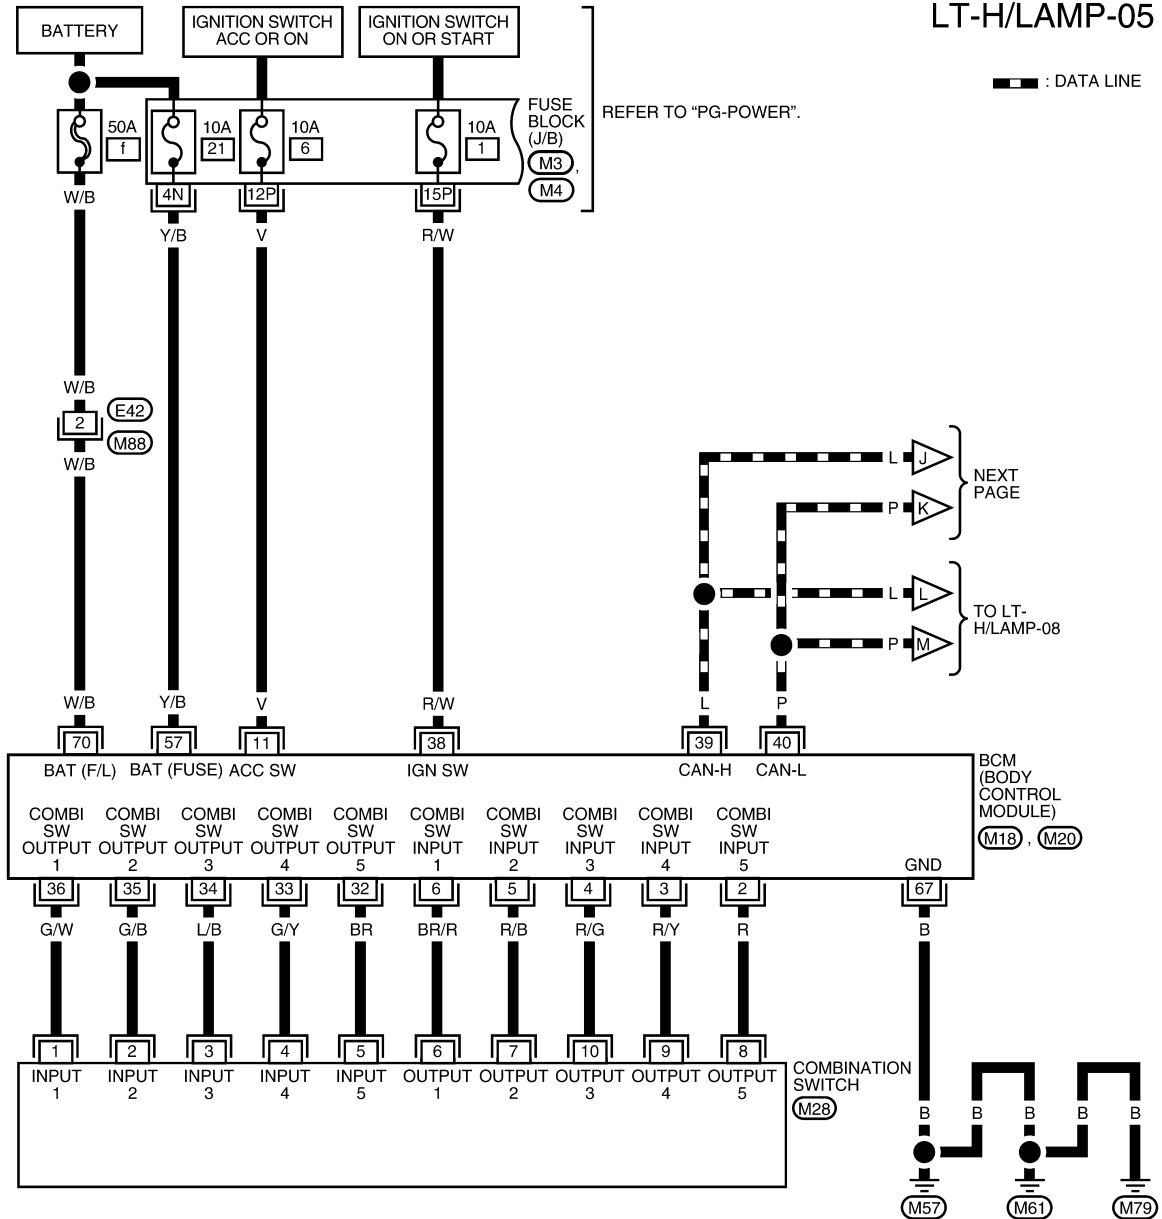 LT-H/LAMP-05
BATTERY
IGNITION SWITCH
ACC OR ON
IGNITION SWITCH
ON OR START
: DATA LINE
50A
f
10A
21
10A
6
10A
1
FUSE
BLOCK
(J/B)
M3 ,
M4
REFER TO “PG-POWER”.
4N
12P
15P
W/B
Y/B
V
R/W
W/B
2
E42
M88
W/B
L
J
P
K
NEXT
PAGE
L
L
P
M
TO LT-
H/LAMP-08
W/B
Y/B
V
R/W
L
P
70
57
11
38
39
40
BAT (F/L)
BAT (FUSE)
ACC SW
IGN SW
CAN-H
CAN-L
BCM
(BODY
CONTROL
MODULE)
M18 , M20
COMBI
SW
OUTPUT
1
COMBI
SW
OUTPUT
2
COMBI
SW
OUTPUT
3
COMBI
SW
OUTPUT
4
COMBI
SW
OUTPUT
5
COMBI
SW
INPUT
1
COMBI
SW
INPUT
2
COMBI
SW
INPUT
3
COMBI
SW
INPUT
4
COMBI
SW
INPUT
5
GND
36
35
34
33
32
6
5
4
3
2
67
G/W
G/B
L/B
G/Y
BR
BR/R
R/B
R/G
R/Y
R
B
1
2
3
4
5
6
7
10
9
8
INPUT
1
INPUT
2
INPUT
3
INPUT
4
INPUT
5
OUTPUT
1
OUTPUT
2
OUTPUT
3
OUTPUT
4
OUTPUT
5
COMBINATION
SWITCH
M28
B
B
B
B
B
M57
M61
M79